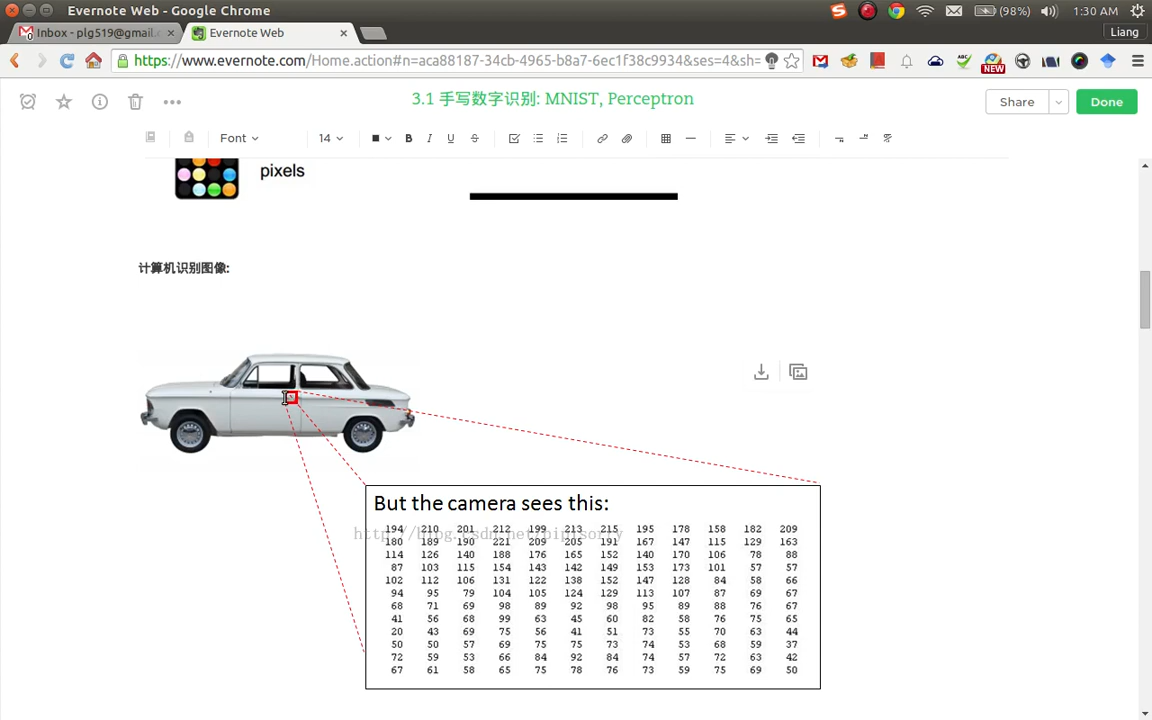 Evernote Web - Google Chrome
(98%)
1:30 AM
Inbox - plg519@gmail.c
Evernote Web
Liang
https://www.evernote.com/Home.action#n=aca88187-34cb-4965-b8a7-6ec1f38c9934&ses=4&sh=
NEW
3.1 手写数字识别: MNIST, Perceptron
Share
Done
Font
14
B I U
pixels
计算机识别图像:
But the camera sees this:
194 210 201 212 199 213 215 195 178 158 182 209
180 189 190 221 209 205 191 167 147 115 129 163
114 126 140 188 176 165 152 140 170 106 78 88
87 103 115 154 143 142 149 153 173 101 57 57
102 112 106 131 122 138 152 147 128 84 58 66
94 95 79 104 105 124 129 113 107 87 69 67
68 71 69 98 89 92 98 95 89 88 76 67
41 56 68 99 63 45 60 82 58 76 75 65
20 43 69 75 56 41 51 73 55 70 63 44
50 50 57 69 75 75 73 74 53 68 59 37
72 59 53 66 84 92 84 74 57 72 63 42
67 61 58 65 75 78 76 73 59 75 69 50